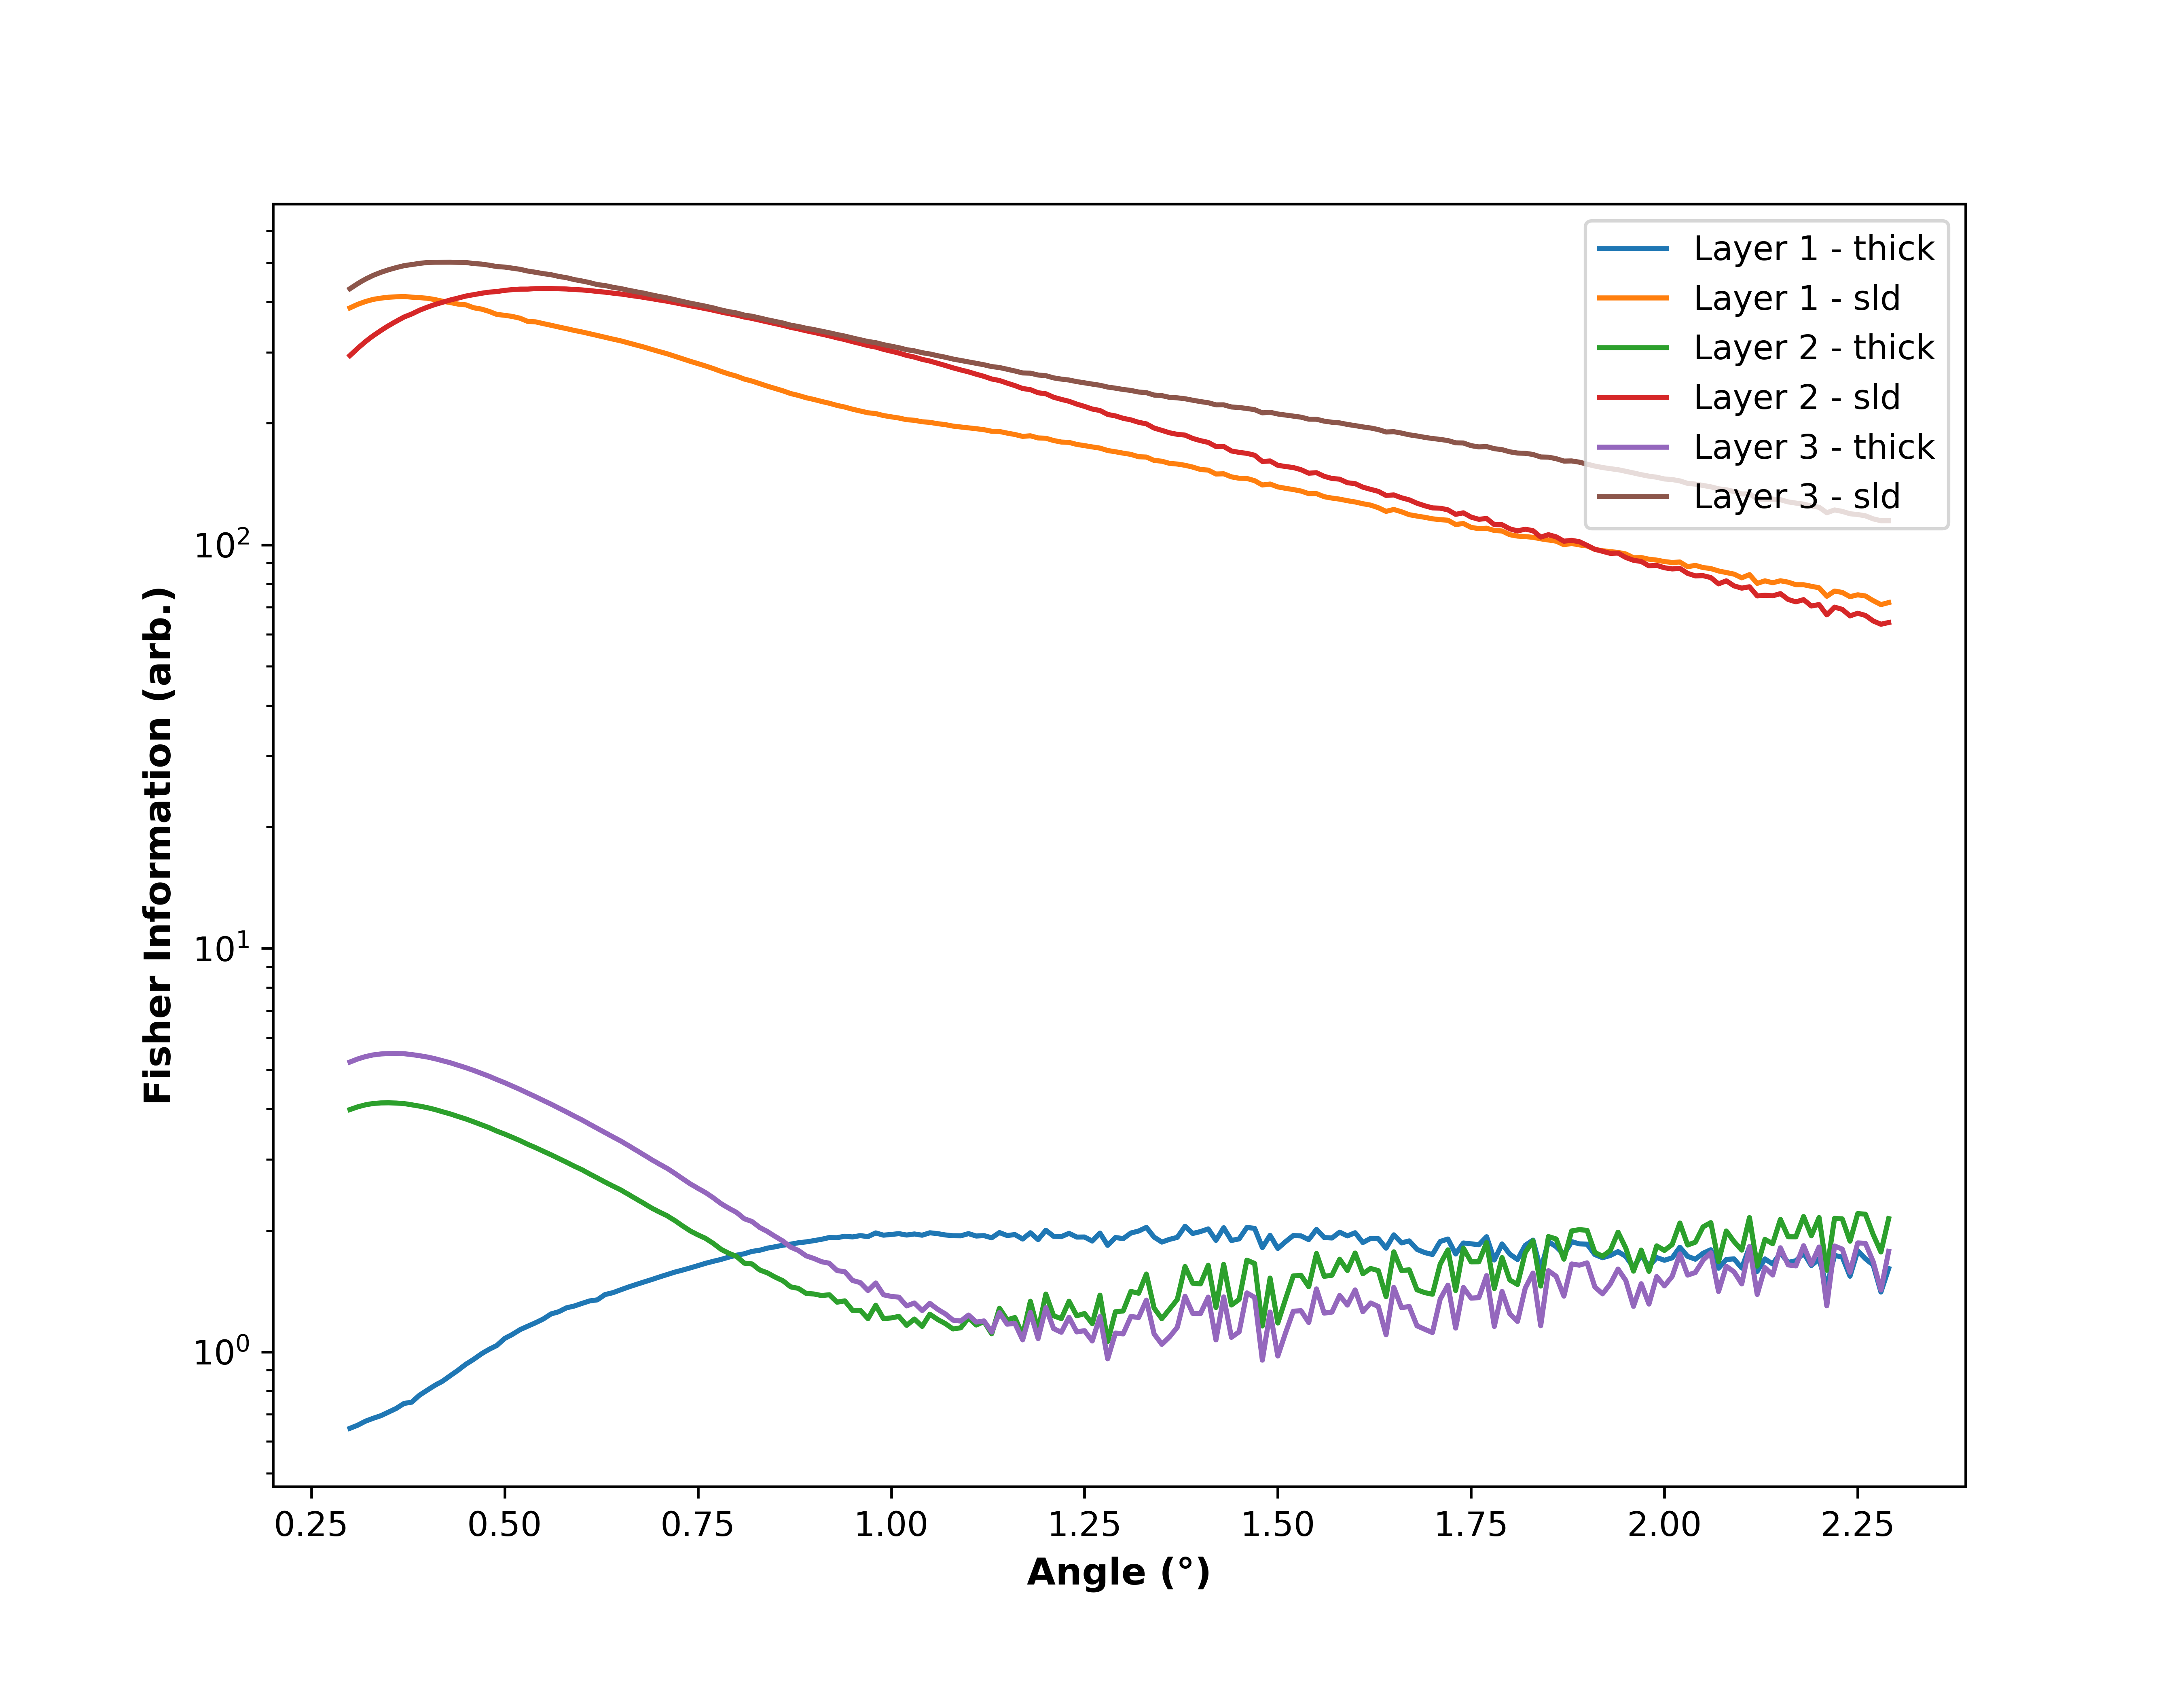 Layer 1 - thick
Layer 1 - sld
Layer 2 - thick
Layer 2 - sld
Layer 3 - thick
Layer 3 - sld
10²
10¹
10⁰
Fisher Information (arb.)
0.25 0.50 0.75 1.00 1.25 1.50 1.75 2.00 2.25
Angle (°)